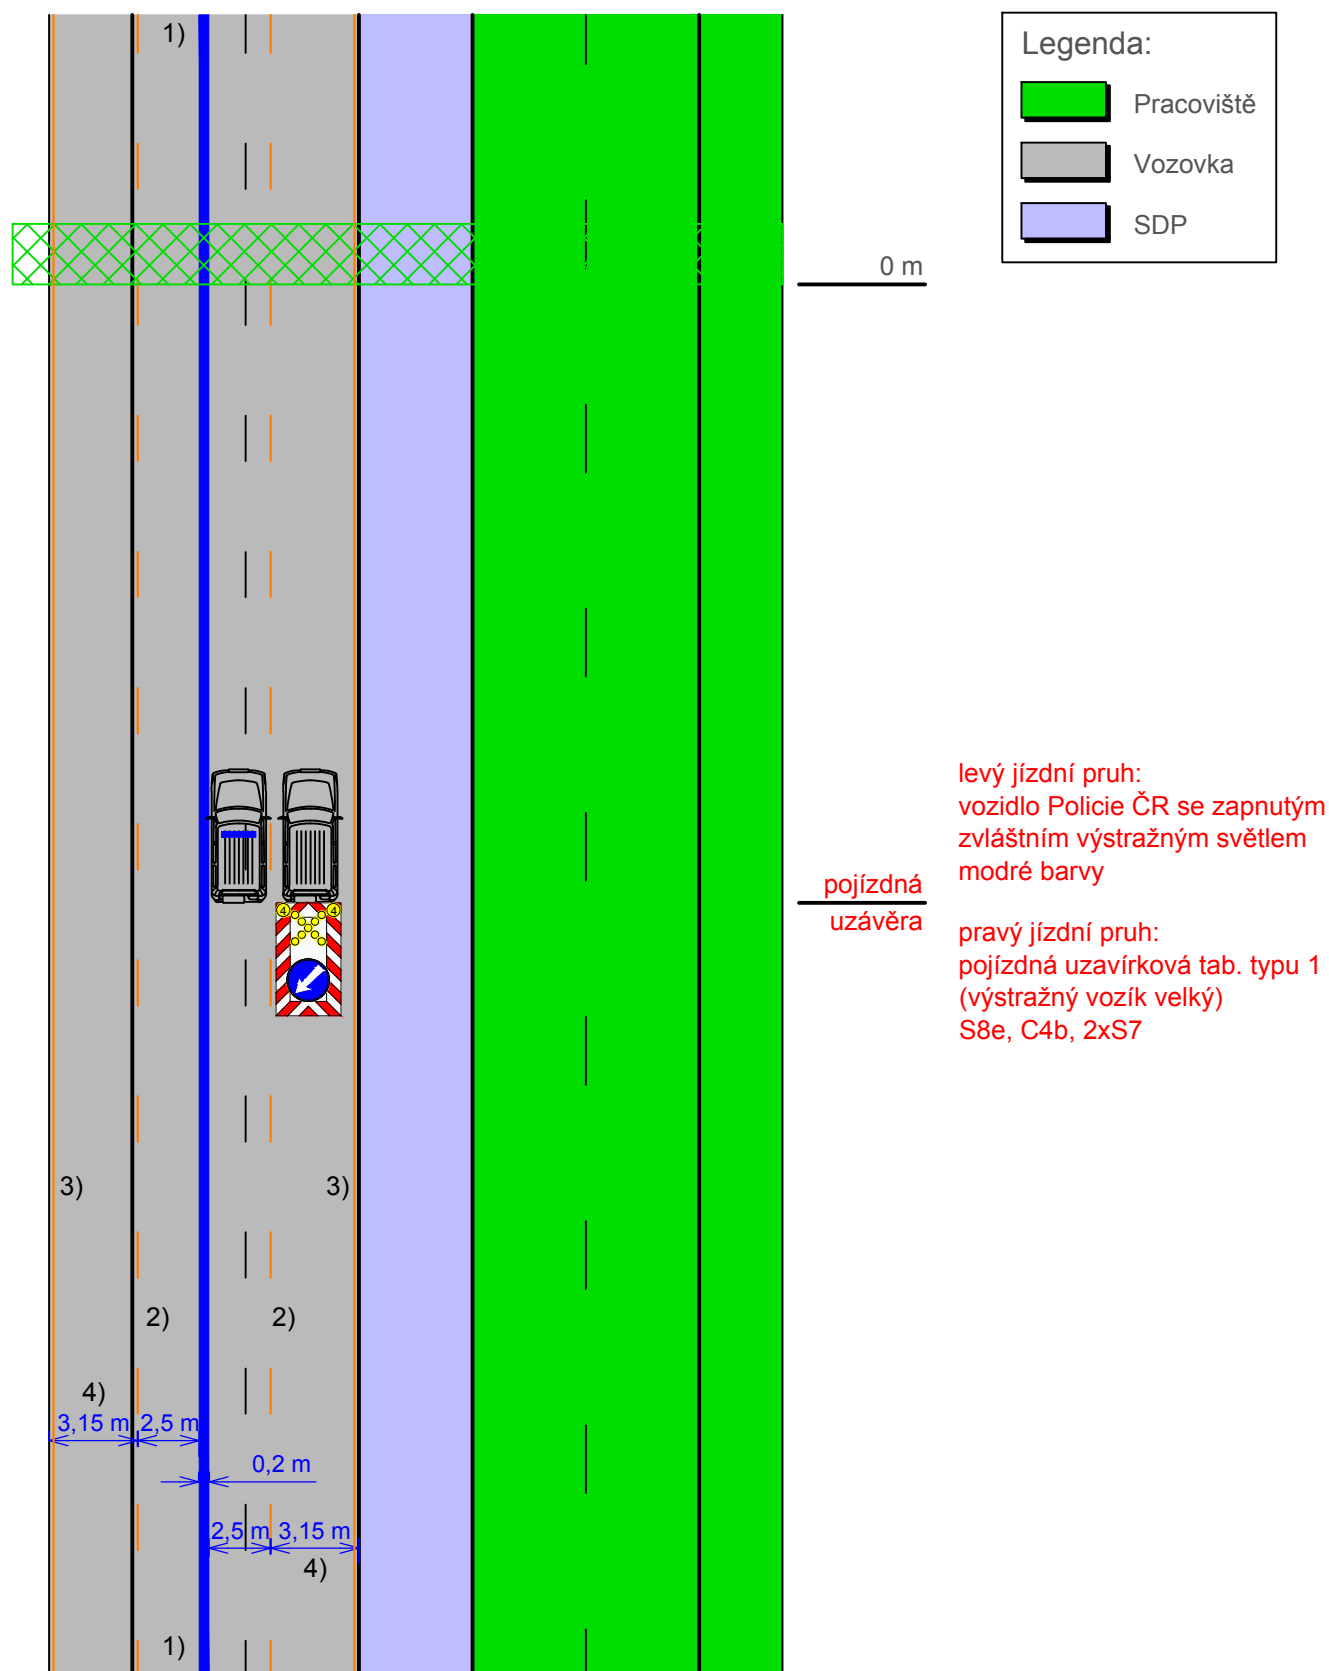 1)
Legenda:
Pracoviště
Vozovka
SDP
0 m
levý jízdní pruh:
vozidlo Policie ČR se zapnutým
zvláštním výstražným světlem
modré barvy
pojízdná
uzávěra
pravý jízdní pruh:
pojízdná uzavírková tab. typu 1
(výstražný vozík velký)
S8e, C4b, 2xS7
4 4
3) 3)
2) 2)
4)
3,15 m 2,5 m
0,2 m
2,5 m 3,15 m
4)
1)